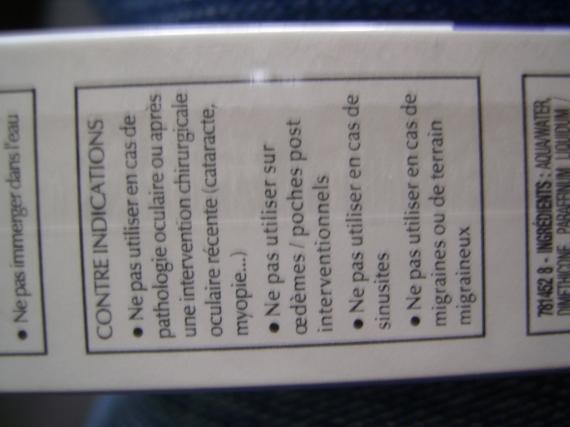 ● Ne pas immerger dans l'eau
CONTRE INDICATIONS
● Ne pas utiliser en cas de
pathologie oculaire ou après
une intervention chirurgicale
oculaire récente (cataracte,
myopie...)
● Ne pas utiliser sur
œdèmes / poches post
interventionnels
● Ne pas utiliser en cas de
sinusites
● Ne pas utiliser en cas de
migraines ou de terrain
migraineux
781462 8 - INGRÉDIENTS : AQUA/WATER,
DIMETHICONE, PARAFFINUM LIQUIDUM